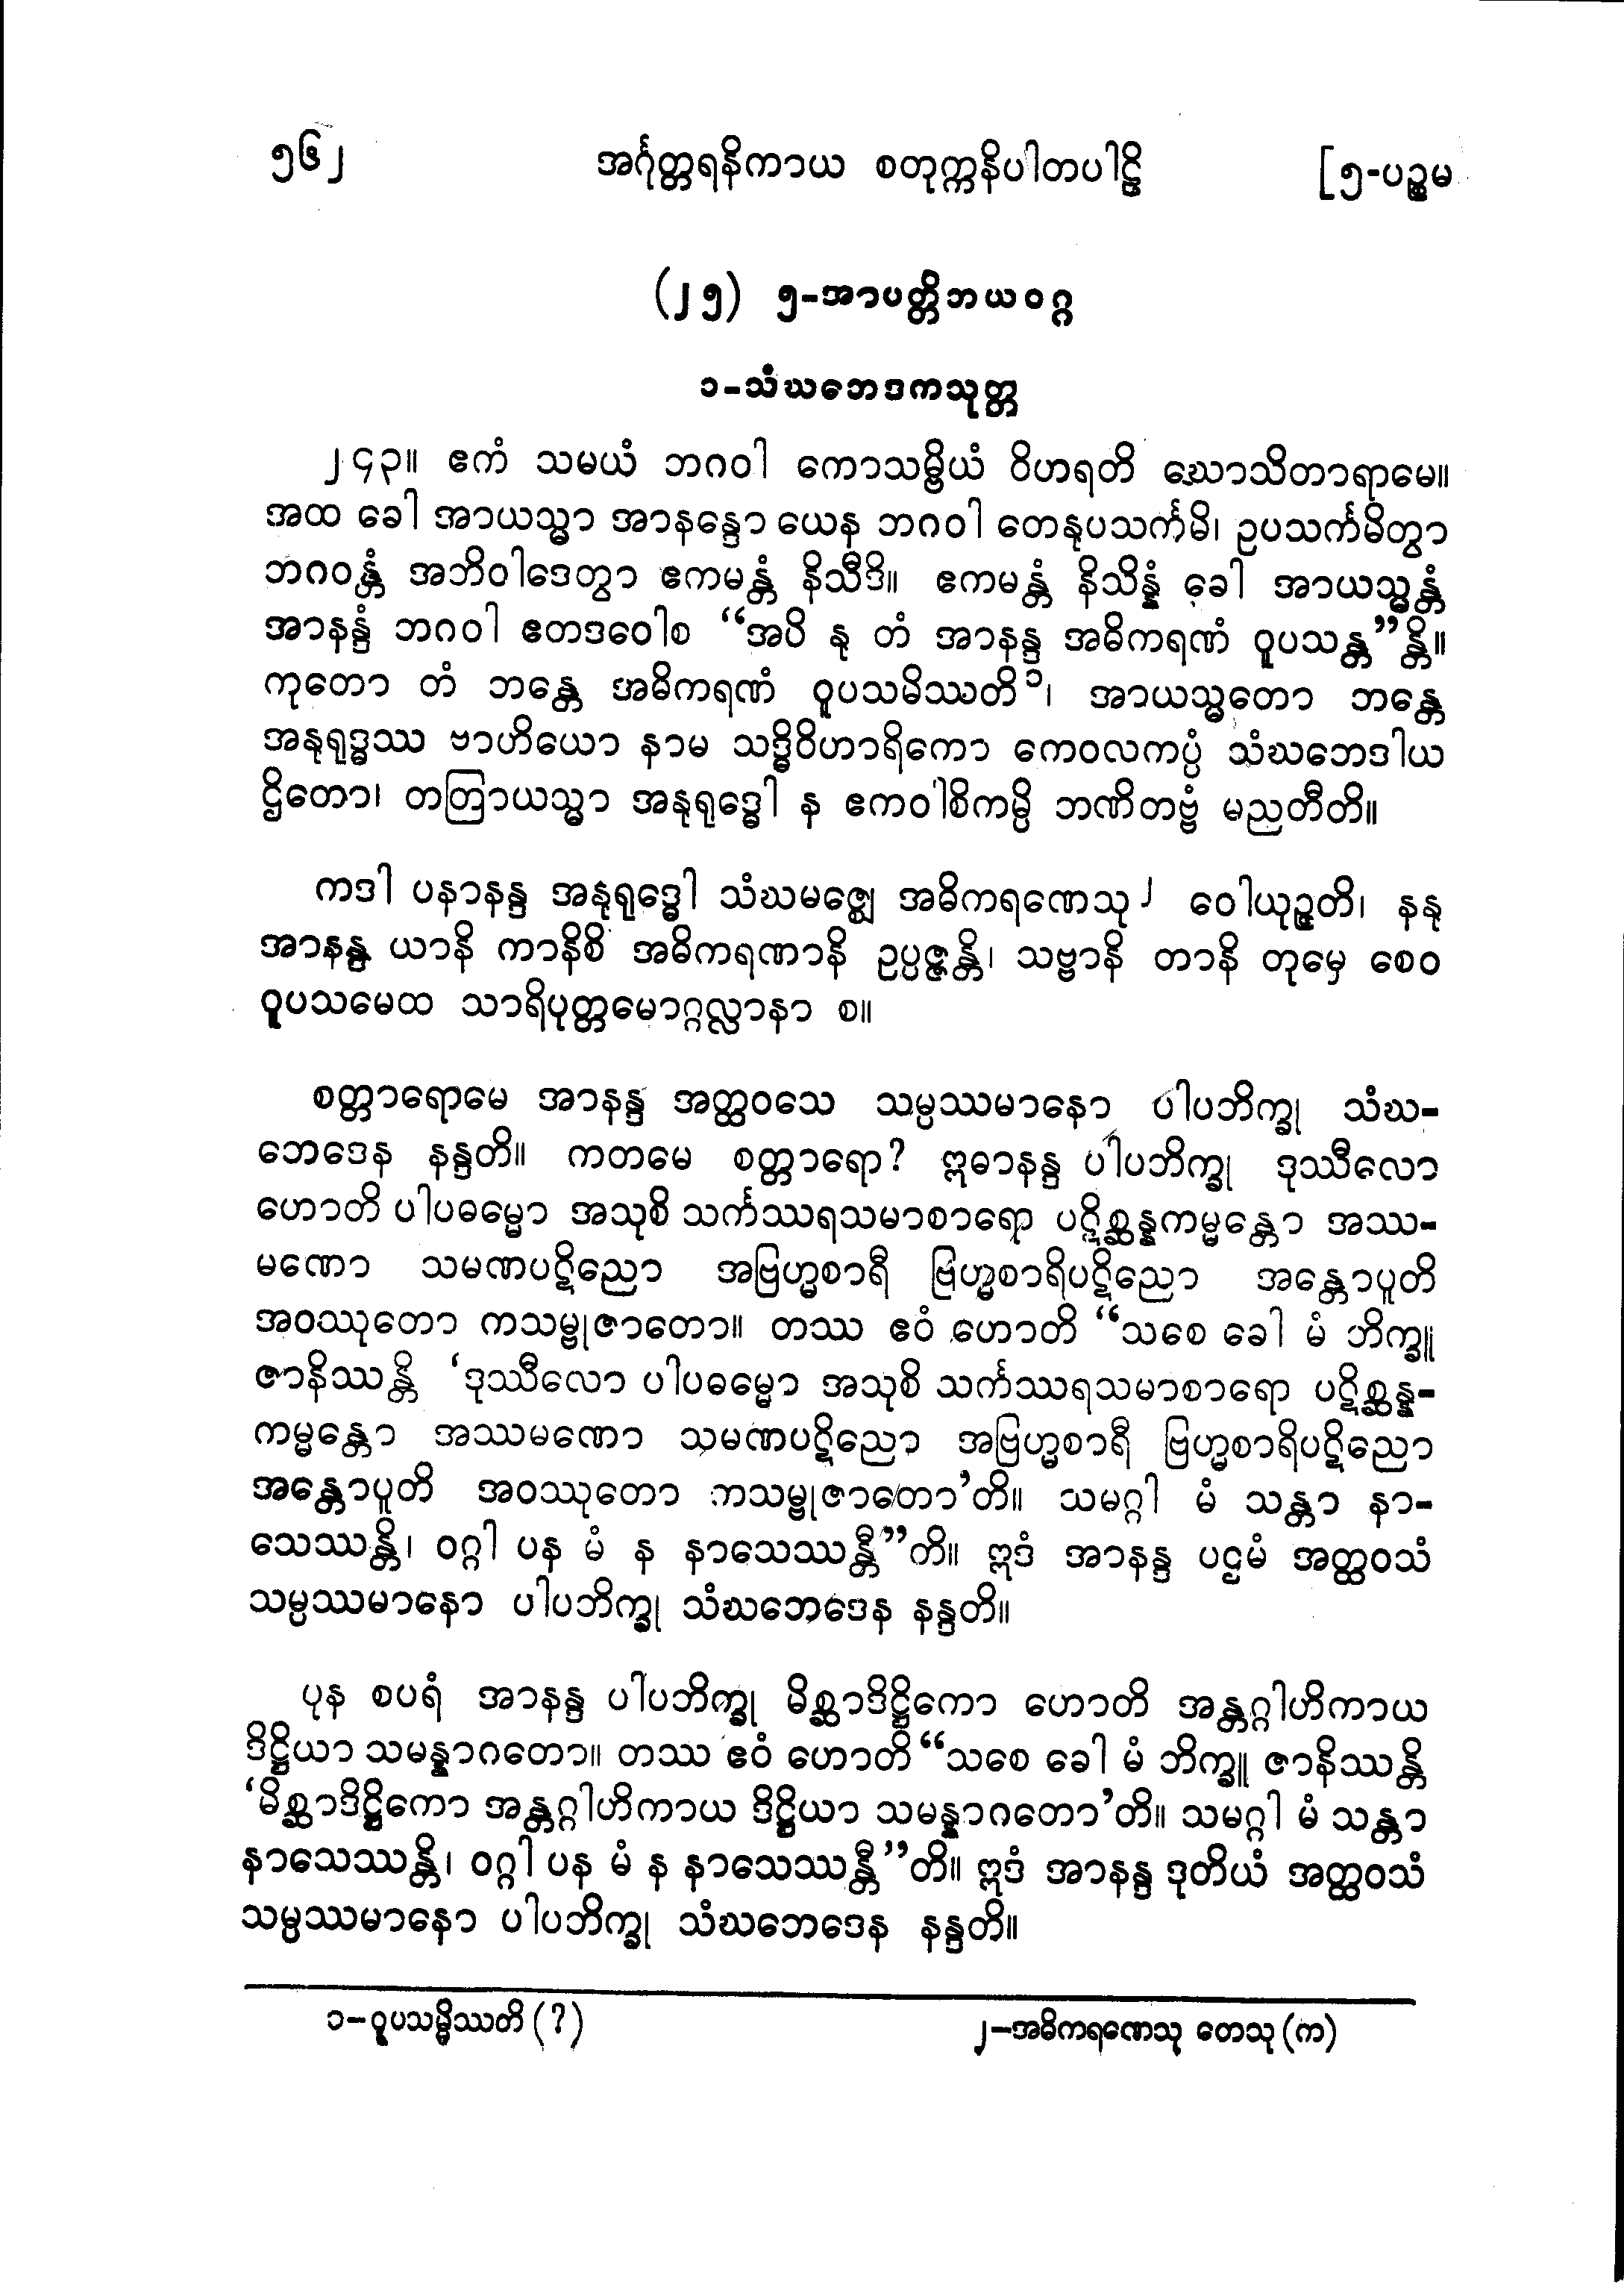 ၅၆၂ အင်္ဂုတ္တရနိကာယ စတုက္ကနိပါတပါဠိ [၅-ပဉ္စမ
(၂၅) ၅-အာပတ္တိဘယဝဂ္ဂ
၁-သံဃဘေဒကသုတ္တ
၂၄၃။ ဧကံ သမယံ ဘဂဝါ ကောသမ္ဗိယံ ဝိဟရတိ ဃောသိတာရာမေ။
အထ ခေါ အာယသ္မာ အာနန္ဒော ယေန ဘဂဝါ တေနုပသင်္ကမိ၊ ဥပသင်္ကမိတွာ
ဘဂဝန္တံ အဘိဝါဒေတွာ ဧကမန္တံ နိသီဒိ။ ဧကမန္တံ နိသိန္နံ ခေါ အာယသ္မန္တံ
အာနန္ဒံ ဘဂဝါ ဧတဒဝေါစ “အပိ နု တံ အာနန္ဒ အဓိကရဏံ ဝူပသန္တ”န္တိ။
ကုတော တံ ဘန္တေ အဓိကရဏံ ဝူပသမိဿတိ၁၊ အာယသ္မတော ဘန္တေ
အနုရုဒ္ဓဿ ဗာဟိယော နာမ သဒ္ဓိဝိဟာရိကော ကေဝလကပ္ပံ သံဃဘေဒါယ
ဌိတော၊ တတြာယသ္မာ အနုရုဒ္ဓေါ န ဧကဝါစိကမ္ပိ ဘဏိတဗ္ဗံ မညတီတိ။
ကဒါ ပနာနန္ဒ အနုရုဒ္ဓေါ သံဃမဇ္ဈေ အဓိကရဏေသု၂ ဝေါယုဉ္ဇတိ၊ နနု
အာနန္ဒ ယာနိ ကာနိစိ အဓိကရဏာနိ ဥပ္ပဇ္ဇန္တိ၊ သဗ္ဗာနိ တာနိ တုမှေ စေဝ
ဝူပသမေထ သာရိပုတ္တမောဂ္ဂလ္လာနာ စ။
စတ္တာရောမေ အာနန္ဒ အတ္ထဝသေ သမ္ပဿမာနော ပါပဘိက္ခု သံဃ-
ဘေဒေန နန္ဒတိ။ ကတမေ စတ္တာရော? ဣဓာနန္ဒ ပါပဘိက္ခု ဒုဿီလော
ဟောတိ ပါပဓမ္မော အသုစိ သင်္ကဿရသမာစာရော ပဋိစ္ဆန္နကမ္မန္တော အဿ-
မဏော သမဏပဋိညော အဗြဟ္မစာရီ ဗြဟ္မစာရိပဋိညော အန္တောပူတိ
အဝဿုတော ကသမ္ဗုဇာတော။ တဿ ဧဝံ ဟောတိ “သစေ ခေါ မံ ဘိက္ခူ
ဇာနိဿန္တိ ‘ဒုဿီလော ပါပဓမ္မော အသုစိ သင်္ကဿရသမာစာရော ပဋိစ္ဆန္န-
ကမ္မန္တော အဿမဏော သမဏပဋိညော အဗြဟ္မစာရီ ဗြဟ္မစာရိပဋိညော
အန္တောပူတိ အဝဿုတော ကသမ္ဗုဇာတော’တိ။ သမဂ္ဂါ မံ သန္တာ နာ-
သေဿန္တိ၊ ဝဂ္ဂါ ပန မံ န နာသေဿန္တီ”တိ။ ဣဒံ အာနန္ဒ ပဌမံ အတ္ထဝသံ
သမ္ပဿမာနော ပါပဘိက္ခု သံဃဘေဒေန နန္ဒတိ။
ပုန စပရံ အာနန္ဒ ပါပဘိက္ခု မိစ္ဆာဒိဋ္ဌိကော ဟောတိ အန္တဂ္ဂါဟိကာယ
ဒိဋ္ဌိယာ သမန္နာဂတော။ တဿ ဧဝံ ဟောတိ “သစေ ခေါ မံ ဘိက္ခူ ဇာနိဿန္တိ
‘မိစ္ဆာဒိဋ္ဌိကော အန္တဂ္ဂါဟိကာယ ဒိဋ္ဌိယာ သမန္နာဂတော’တိ။ သမဂ္ဂါ မံ သန္တာ
နာသေဿန္တိ၊ ဝဂ္ဂါ ပန မံ န နာသေဿန္တီ”တိ။ ဣဒံ အာနန္ဒ ဒုတိယံ အတ္ထဝသံ
သမ္ပဿမာနော ပါပဘိက္ခု သံဃဘေဒေန နန္ဒတိ။
၁-ဝူပသမ္မိဿတိ (?) ၂-အဓိကရဏေသု တေသု (က)